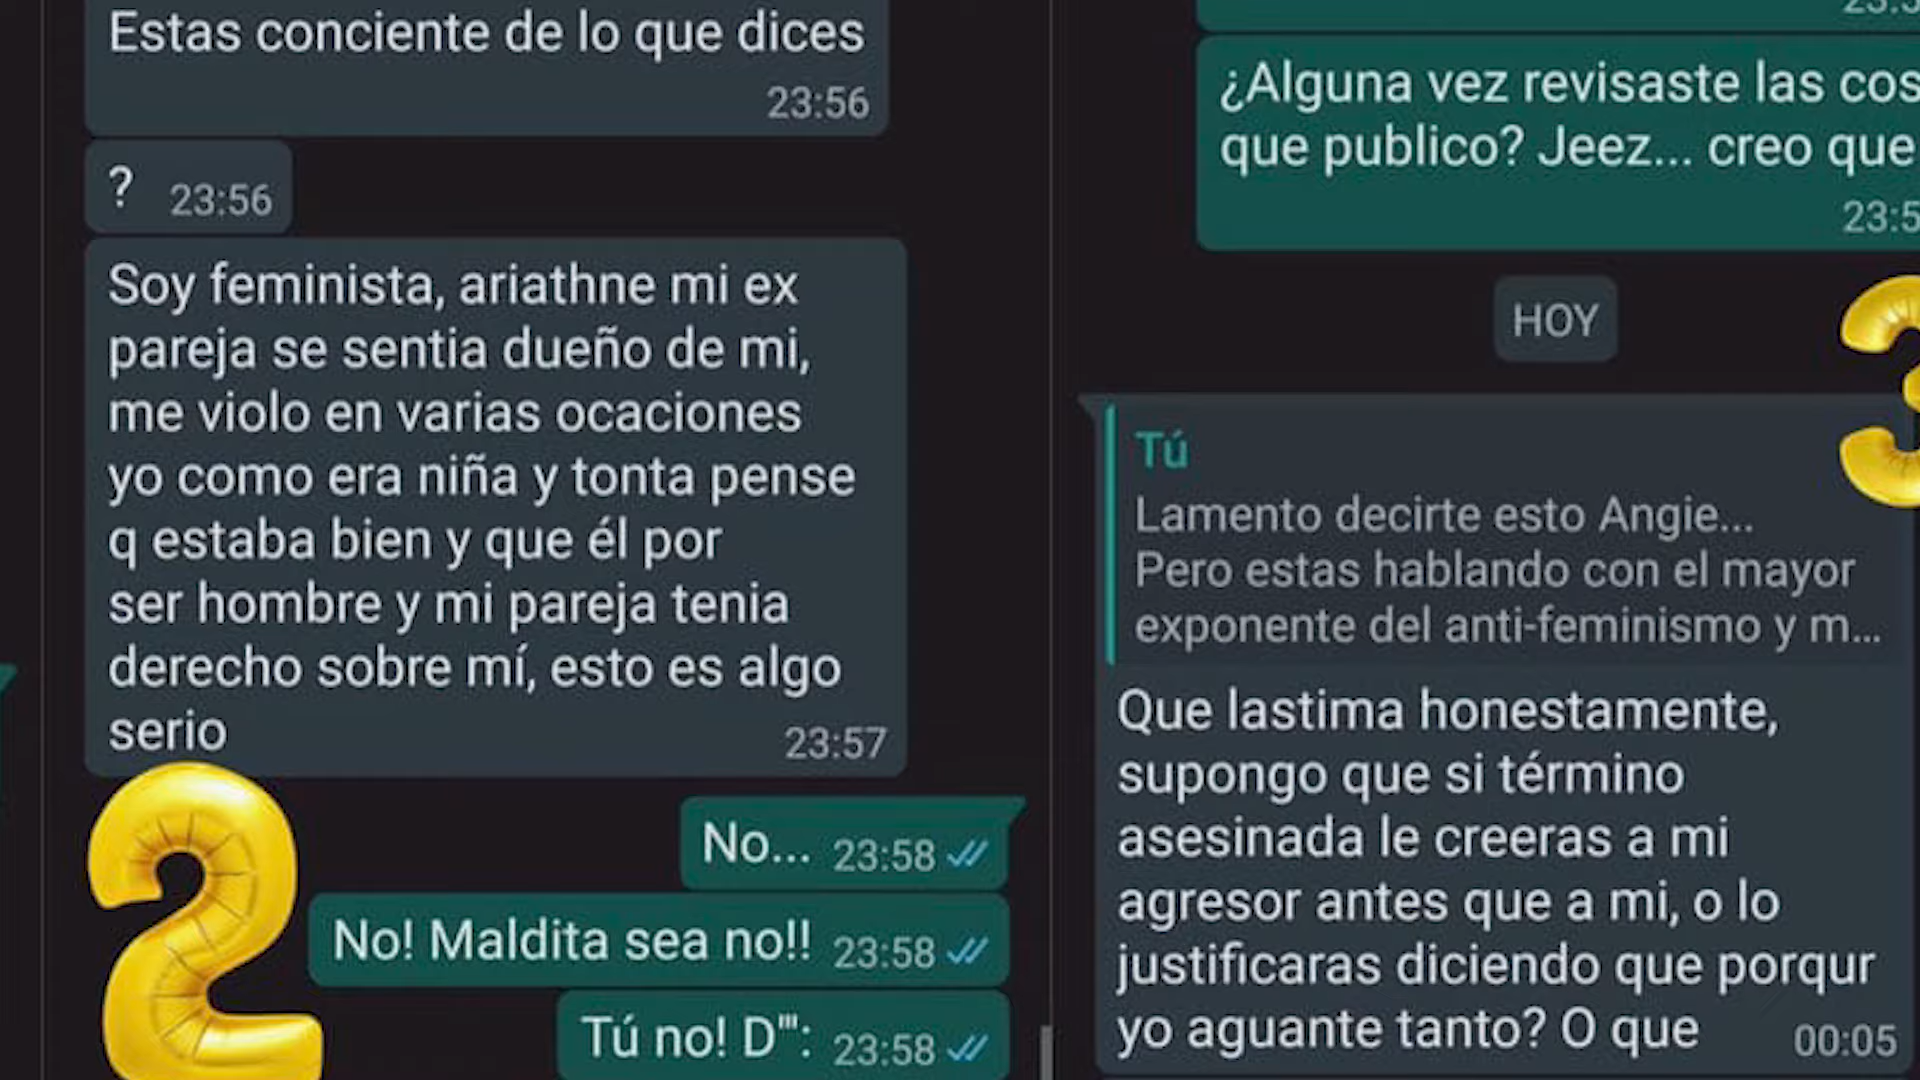 Estas conciente de lo que dices
23:56
? 23:56
Soy feminista, ariathne mi ex
pareja se sentia dueño de mi,
me violo en varias ocaciones
yo como era niña y tonta pense
q estaba bien y que él por
ser hombre y mi pareja tenia
derecho sobre mí, esto es algo
serio 23:57
2
No... 23:58
No! Maldita sea no!! 23:58
Tú no! D''': 23:58
¿Alguna vez revisaste las cos
que publico? Jeez... creo que
23:5
HOY
3
Tú
Lamento decirte esto Angie...
Pero estas hablando con el mayor
exponente del anti-feminismo y m...
Que lastima honestamente,
supongo que si término
asesinada le creeras a mi
agresor antes que a mi, o lo
justificaras diciendo que porqur
yo aguante tanto? O que 00:05